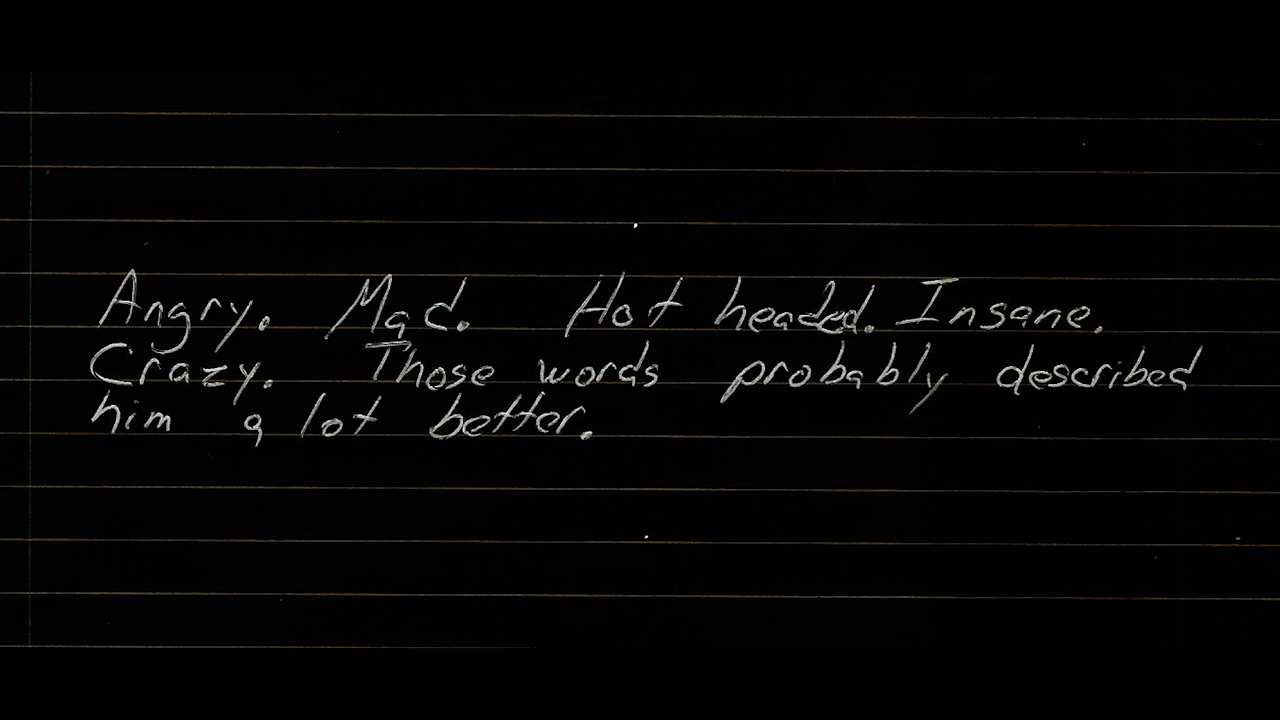 Angry. Mad. Hot headed. Insane.
Crazy. Those words probably described
him a lot better.